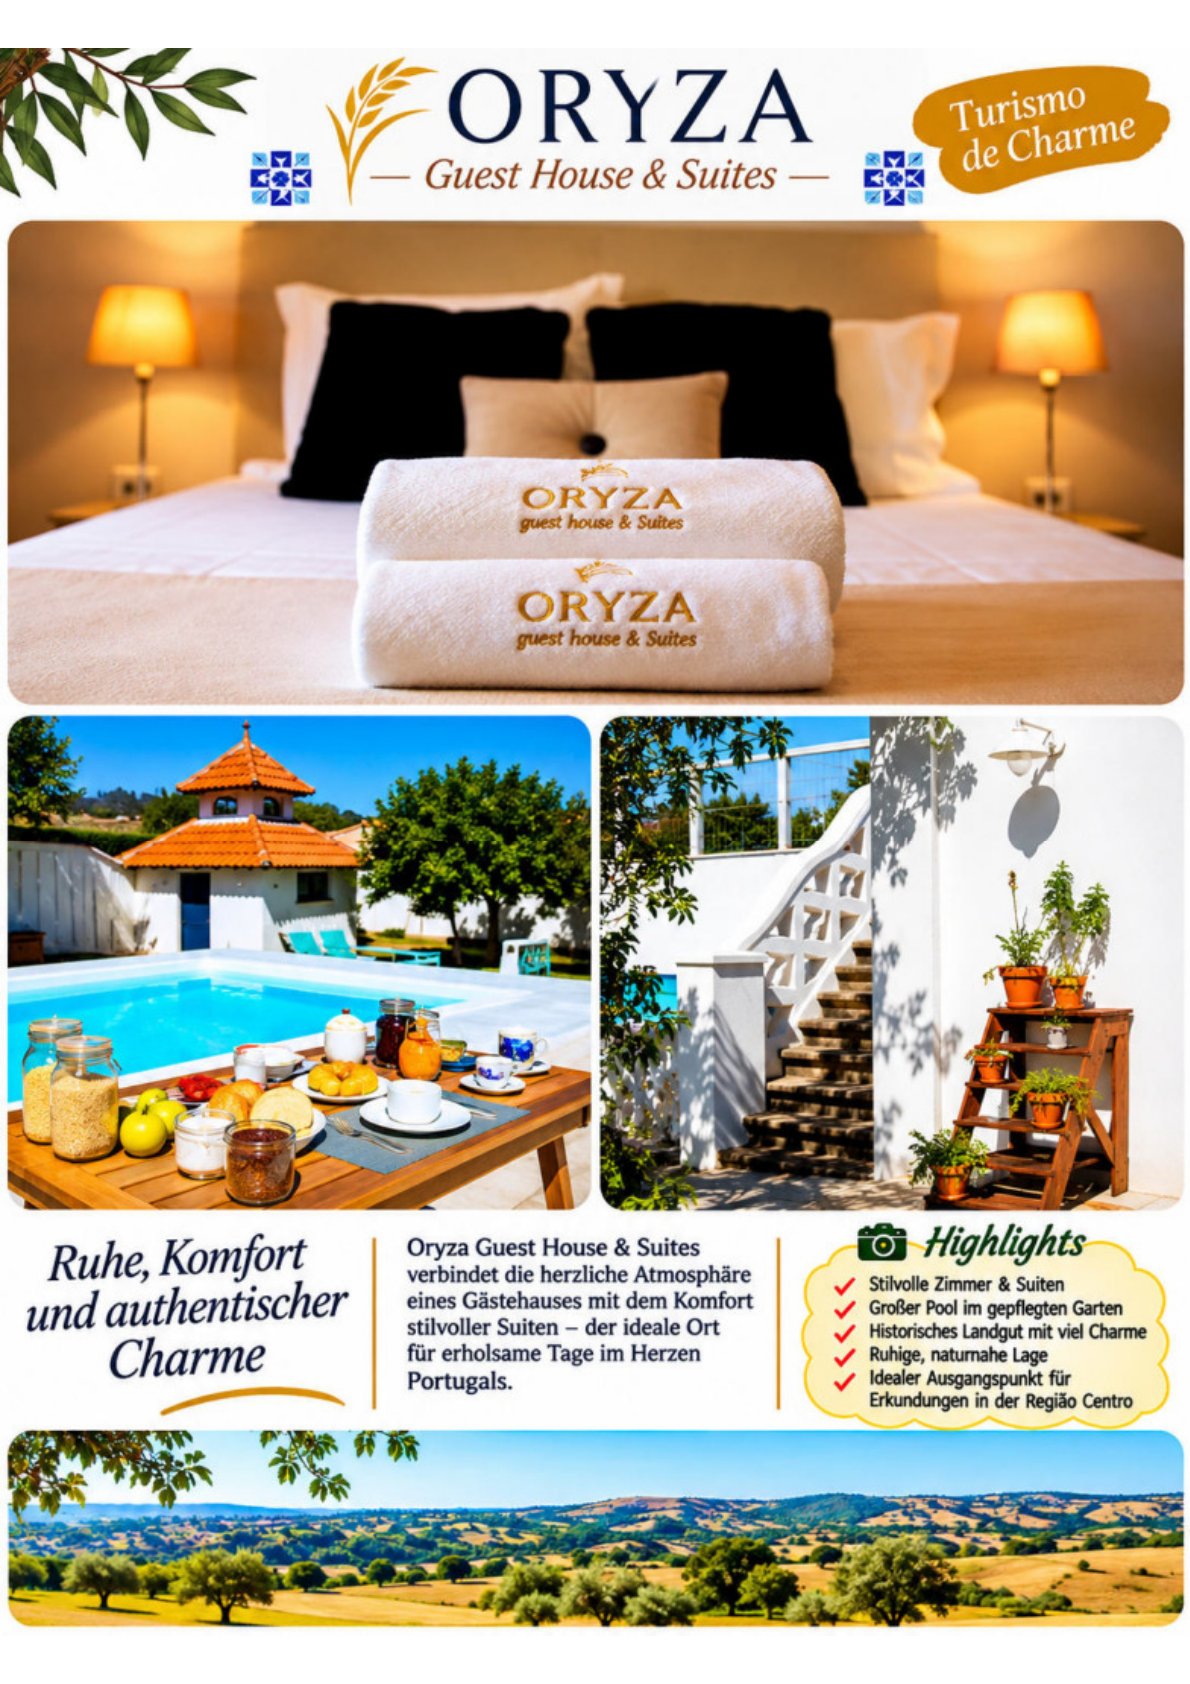 ORYZA
— Guest House & Suites —
Turismo
de Charme
ORYZA
guest house & Suites
ORYZA
guest house & Suites
Ruhe, Komfort
und authentischer
Charme
Oryza Guest House & Suites
verbindet die herzliche Atmosphäre
eines Gästehauses mit dem Komfort
stilvoller Suiten – der ideale Ort
für erholsame Tage im Herzen
Portugals.
Highlights
Stilvolle Zimmer & Suiten
Großer Pool im gepflegten Garten
Historisches Landgut mit viel Charme
Ruhige, naturnahe Lage
Idealer Ausgangspunkt für
Erkundungen in der Região Centro